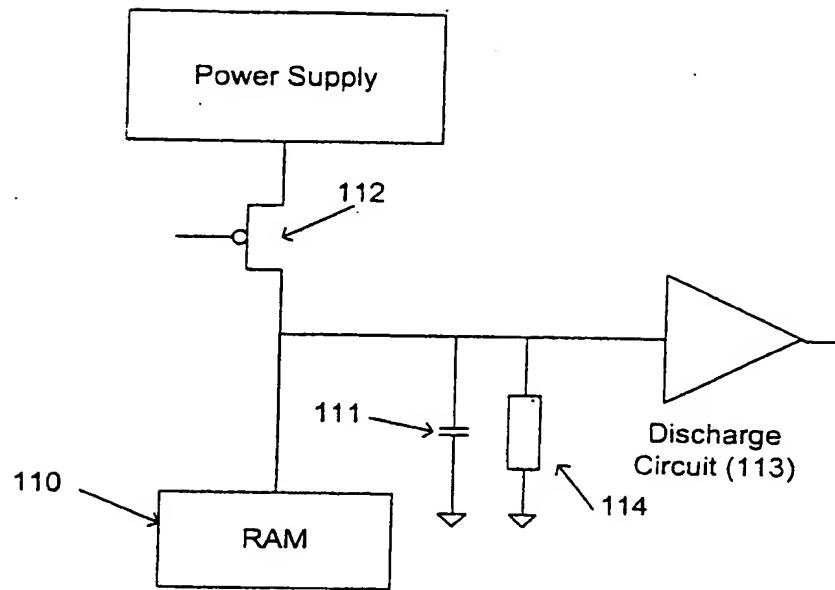 Power Supply
112
111
Discharge
Circuit (113)
110
114
RAM